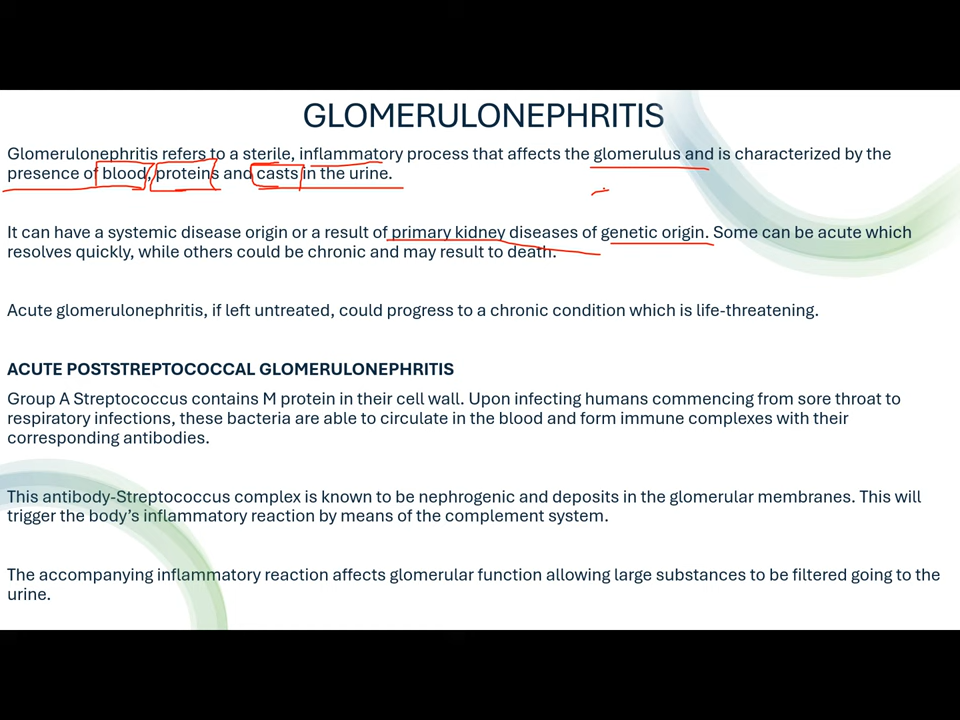 GLOMERULONEPHRITIS
Glomerulonephritis refers to a sterile, inflammatory process that affects the glomerulus and is characterized by the
presence of blood, proteins and casts in the urine.
It can have a systemic disease origin or a result of primary kidney diseases of genetic origin. Some can be acute which
resolves quickly, while others could be chronic and may result to death.
Acute glomerulonephritis, if left untreated, could progress to a chronic condition which is life-threatening.
ACUTE POSTSTREPTOCOCCAL GLOMERULONEPHRITIS
Group A Streptococcus contains M protein in their cell wall. Upon infecting humans commencing from sore throat to
respiratory infections, these bacteria are able to circulate in the blood and form immune complexes with their
corresponding antibodies.
This antibody-Streptococcus complex is known to be nephrogenic and deposits in the glomerular membranes. This will
trigger the body's inflammatory reaction by means of the complement system.
The accompanying inflammatory reaction affects glomerular function allowing large substances to be filtered going to the
urine.